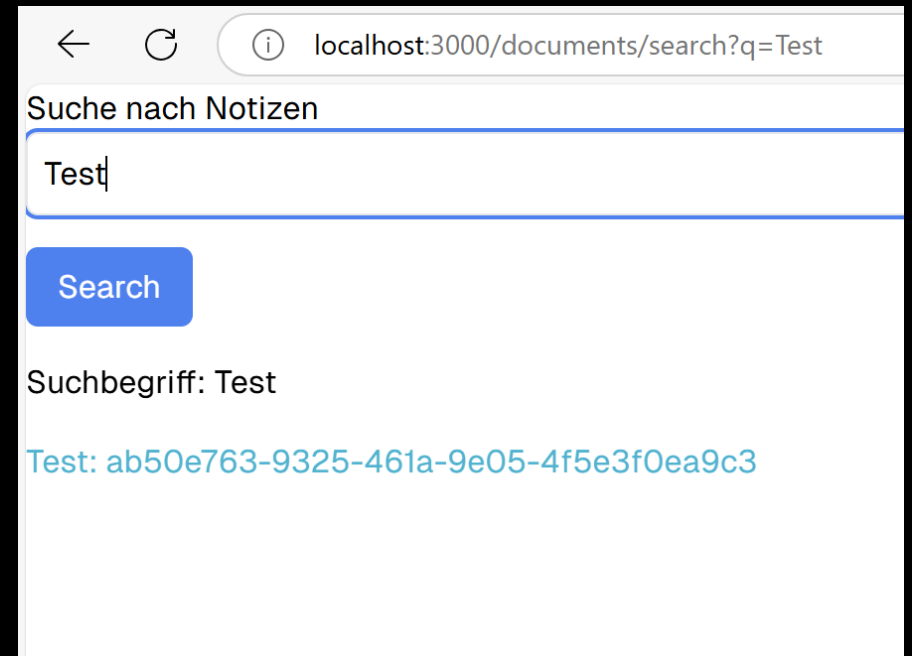 localhost:3000/documents/search?q=Test
Suche nach Notizen
Test
Search
Suchbegriff: Test
Test: ab50e763-9325-461a-9e05-4f5e3f0ea9c3